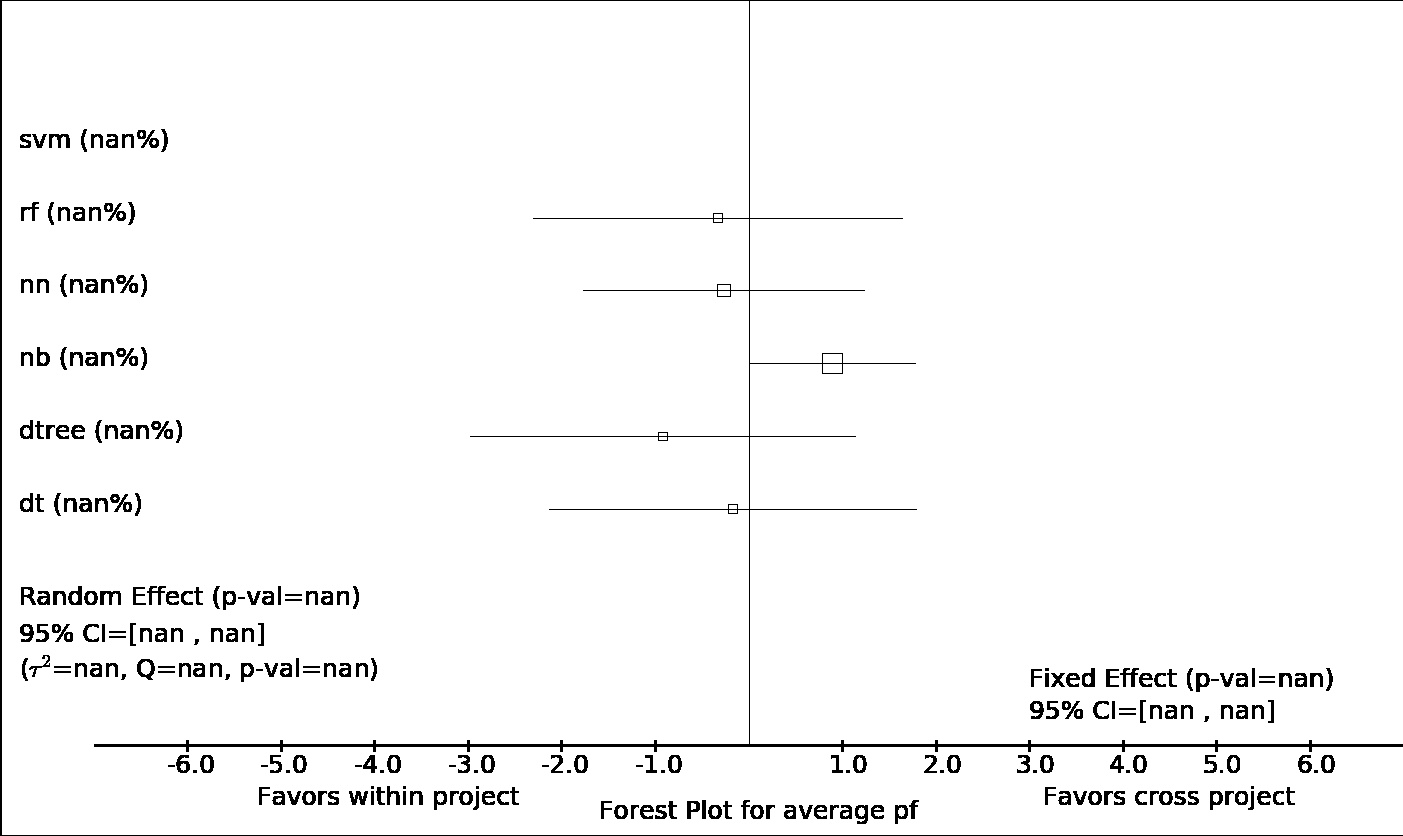 svm (nan%)
rf (nan%)
nn (nan%)
nb (nan%)
dtree (nan%)
dt (nan%)
Random Effect (p-val=nan)
95% CI=[nan , nan]
(τ²=nan, Q=nan, p-val=nan)
Fixed Effect (p-val=nan)
95% CI=[nan , nan]
-6.0 -5.0 -4.0 -3.0 -2.0 -1.0 1.0 2.0 3.0 4.0 5.0 6.0
Favors within project
Favors cross project
Forest Plot for average pf